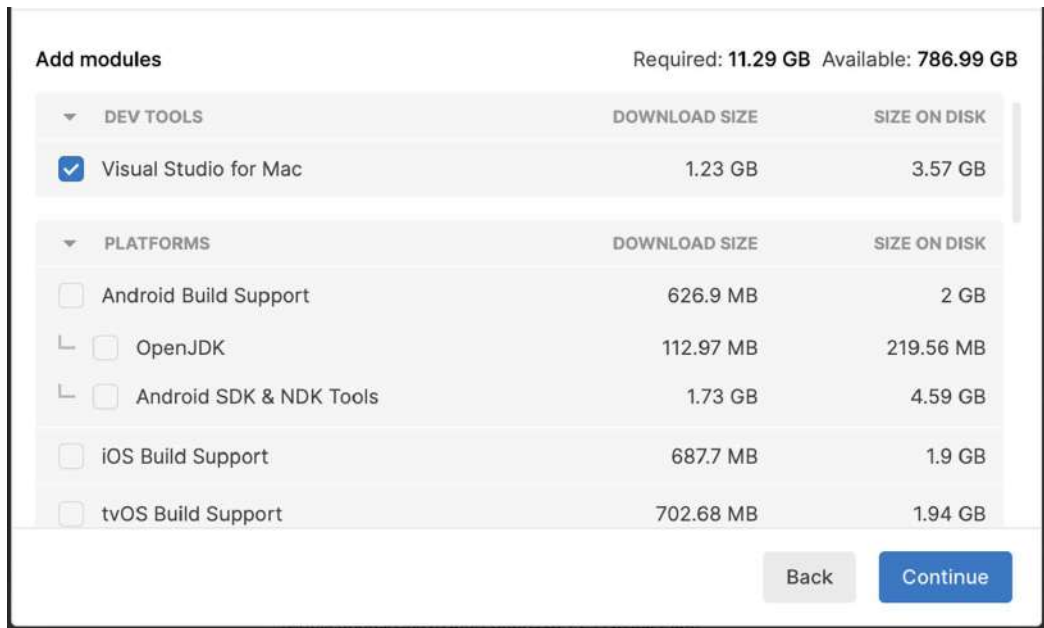 Add modules Required: 11.29 GB Available: 786.99 GB
DEV TOOLS DOWNLOAD SIZE SIZE ON DISK
Visual Studio for Mac 1.23 GB 3.57 GB
PLATFORMS DOWNLOAD SIZE SIZE ON DISK
Android Build Support 626.9 MB 2 GB
OpenJDK 112.97 MB 219.56 MB
Android SDK & NDK Tools 1.73 GB 4.59 GB
iOS Build Support 687.7 MB 1.9 GB
tvOS Build Support 702.68 MB 1.94 GB
Back Continue